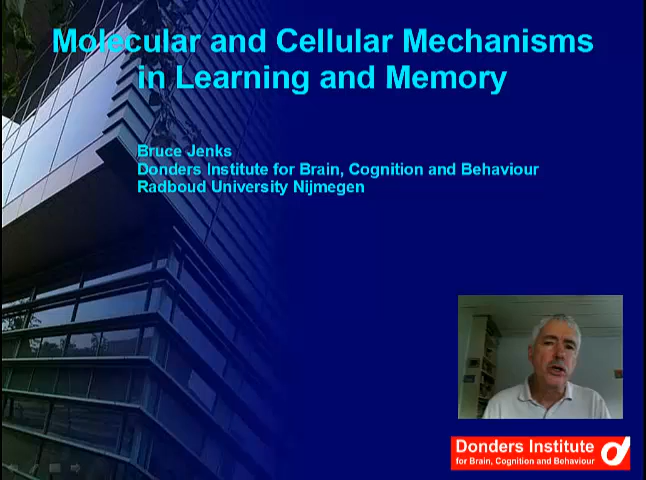 Molecular and Cellular Mechanisms
in Learning and Memory
Bruce Jenks
Donders Institute for Brain, Cognition and Behaviour
Radboud University Nijmegen
Donders Institute
for Brain, Cognition and Behaviour